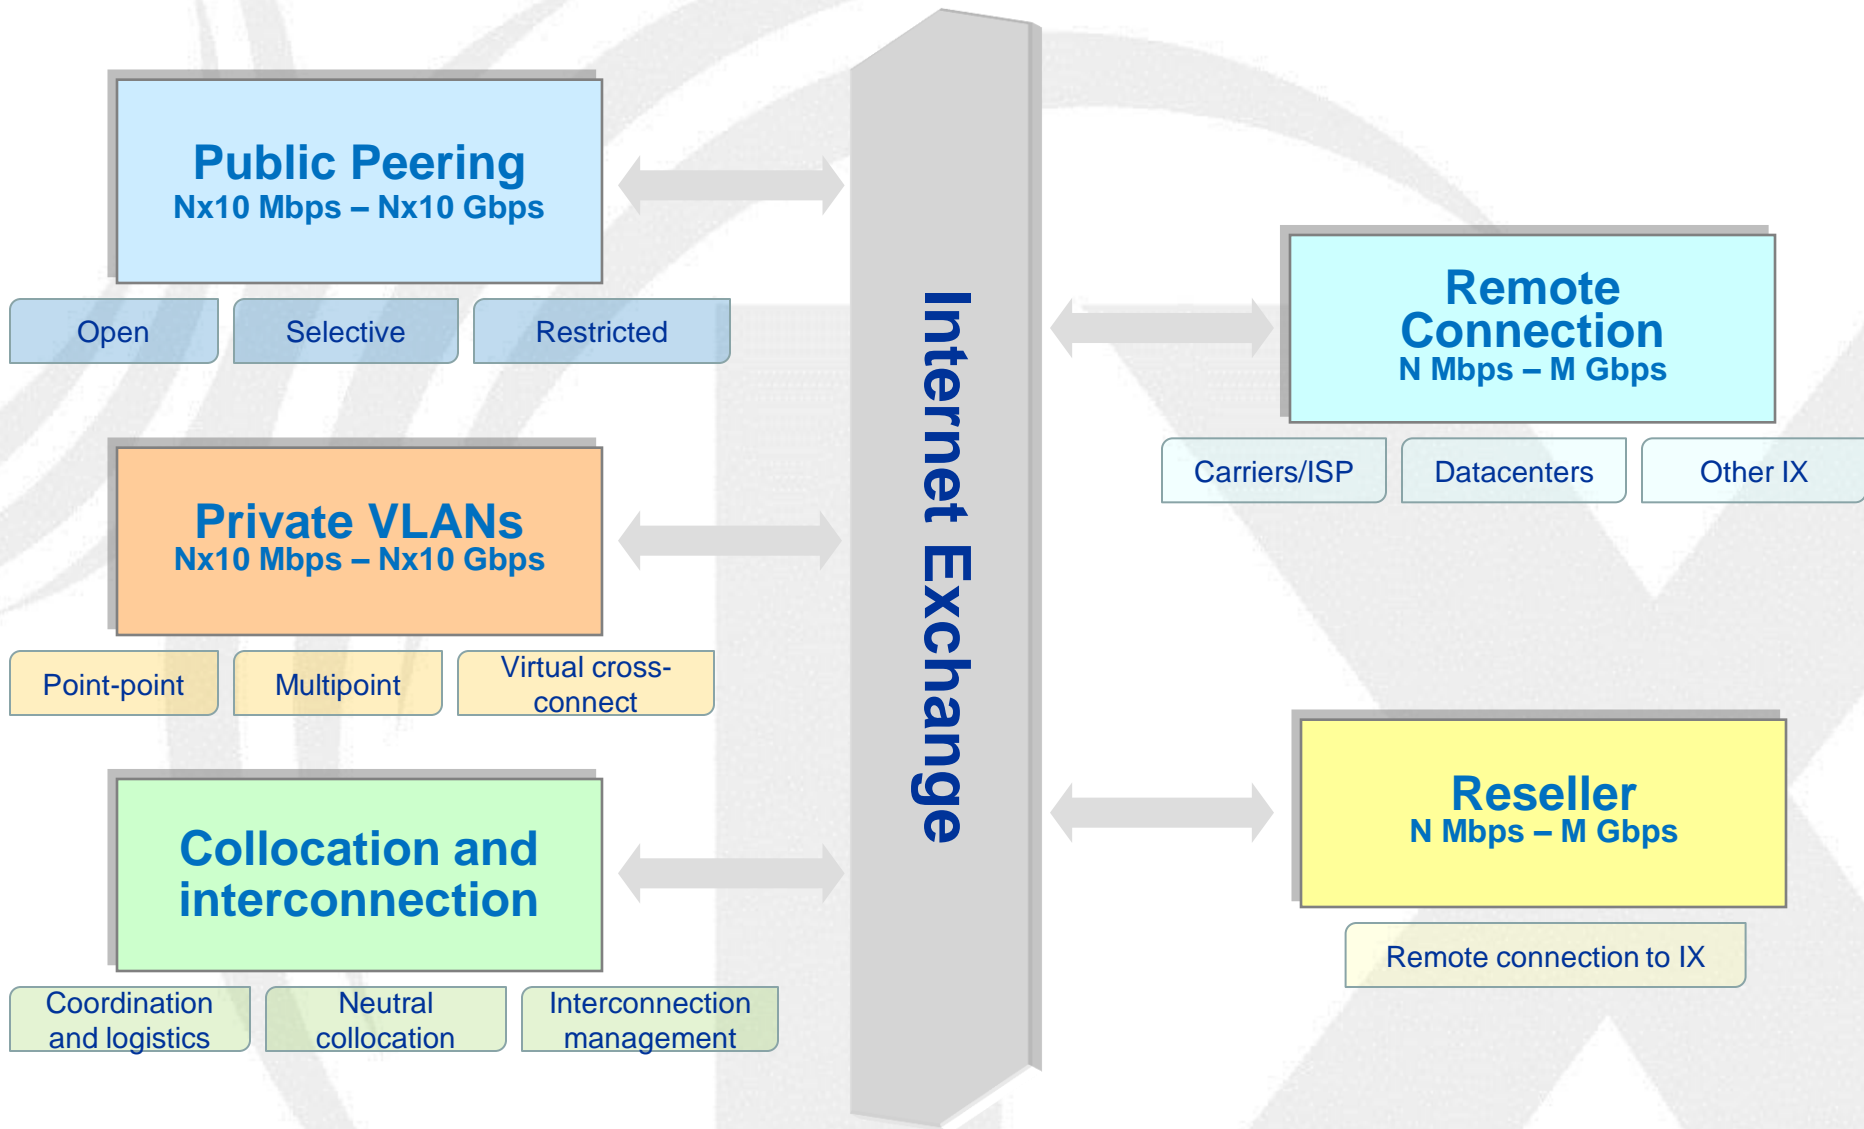 Public Peering
Nx10 Mbps – Nx10 Gbps
Open
Selective
Restricted
Private VLANs
Nx10 Mbps – Nx10 Gbps
Point-point
Multipoint
Virtual cross-
connect
Collocation and
interconnection
Coordination
and logistics
Neutral
collocation
Interconnection
management
Internet Exchange
Remote
Connection
N Mbps – M Gbps
Carriers/ISP
Datacenters
Other IX
Reseller
N Mbps – M Gbps
Remote connection to IX